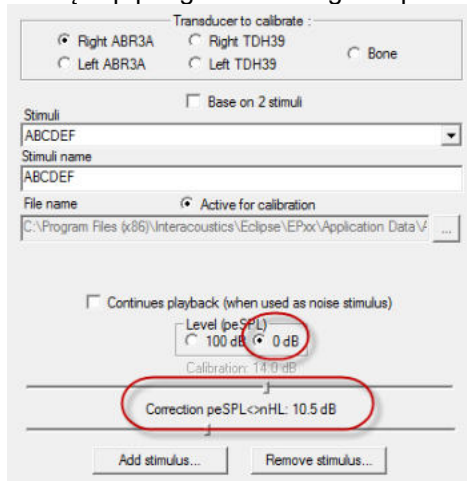 Transducer to calibrate :
Right ABR3A Right TDH39 Bone
Left ABR3A Left TDH39
Base on 2 stimuli
Stimuli
ABCDEF
Stimuli name
ABCDEF
File name Active for calibration
C:\Program Files (x86)\Interacoustics\Eclipse\EPxx\Application Data\A ...
Continues playback (when used as noise stimulus)
Level (peSPL)
100 dB 0 dB
Calibration: 14.0 dB
Correction peSPL<>nHL: 10.5 dB
Add stimulus... Remove stimulus...